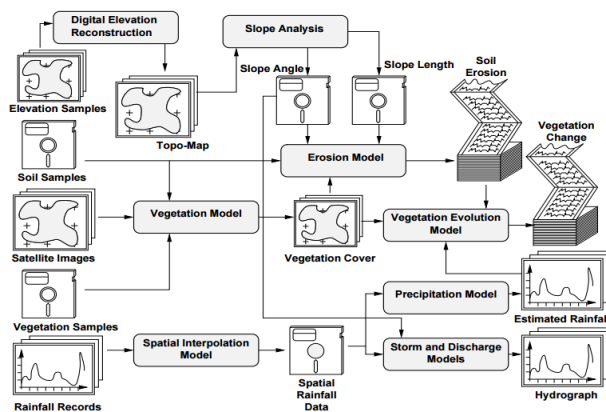 Digital Elevation
Reconstruction
Slope Analysis
Elevation Samples
Topo-Map
Slope Angle
Slope Length
Soil
Erosion
Vegetation
Change
Soil Samples
Erosion Model
Satellite Images
Vegetation Model
Vegetation Cover
Vegetation Evolution
Model
Vegetation Samples
Precipitation Model
Estimated Rainfall
Rainfall Records
Spatial Interpolation
Model
Spatial
Rainfall
Data
Storm and Discharge
Models
Hydrograph